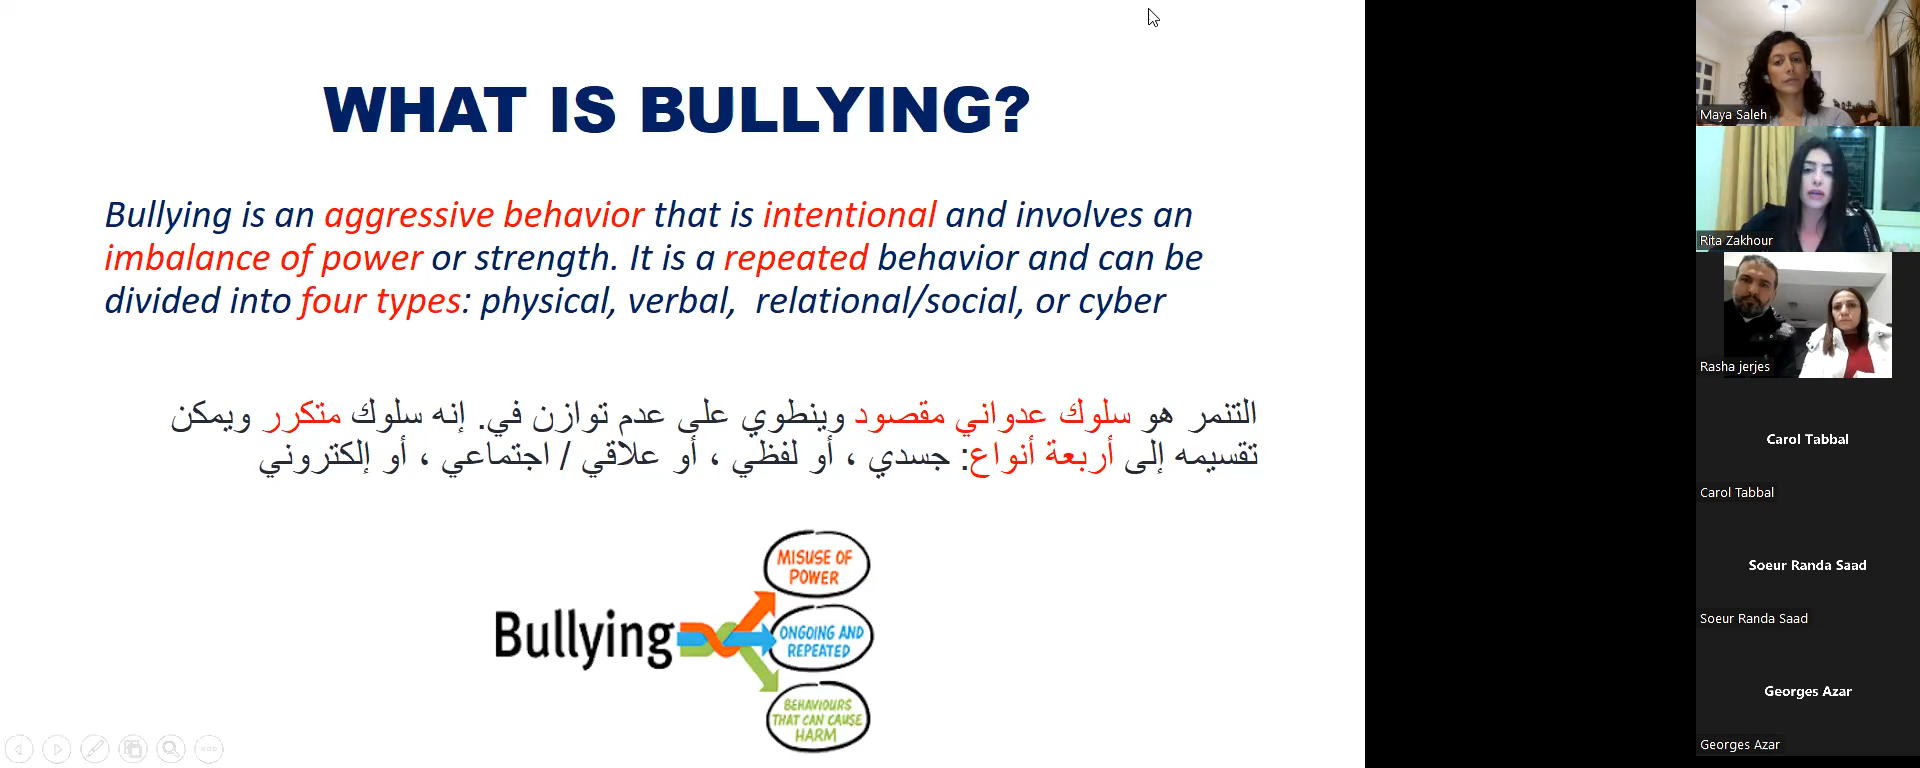 WHAT IS BULLYING?
Bullying is an aggressive behavior that is intentional and involves an
imbalance of power or strength. It is a repeated behavior and can be
divided into four types: physical, verbal, relational/social, or cyber
التنمر هو سلوك عدواني مقصود وينطوي على عدم توازن في. إنه سلوك متكرر ويمكن
تقسيمه إلى أربعة أنواع: جسدي ، أو لفظي ، أو علاقي / اجتماعي ، أو إلكتروني
Bullying
MISUSE OF
POWER
ONGOING AND
REPEATED
BEHAVIOURS
THAT CAN CAUSE
HARM
Maya Saleh
Rita Zakhour
Rasha jerjes
Carol Tabbal
Carol Tabbal
Soeur Randa Saad
Soeur Randa Saad
Georges Azar
Georges Azar